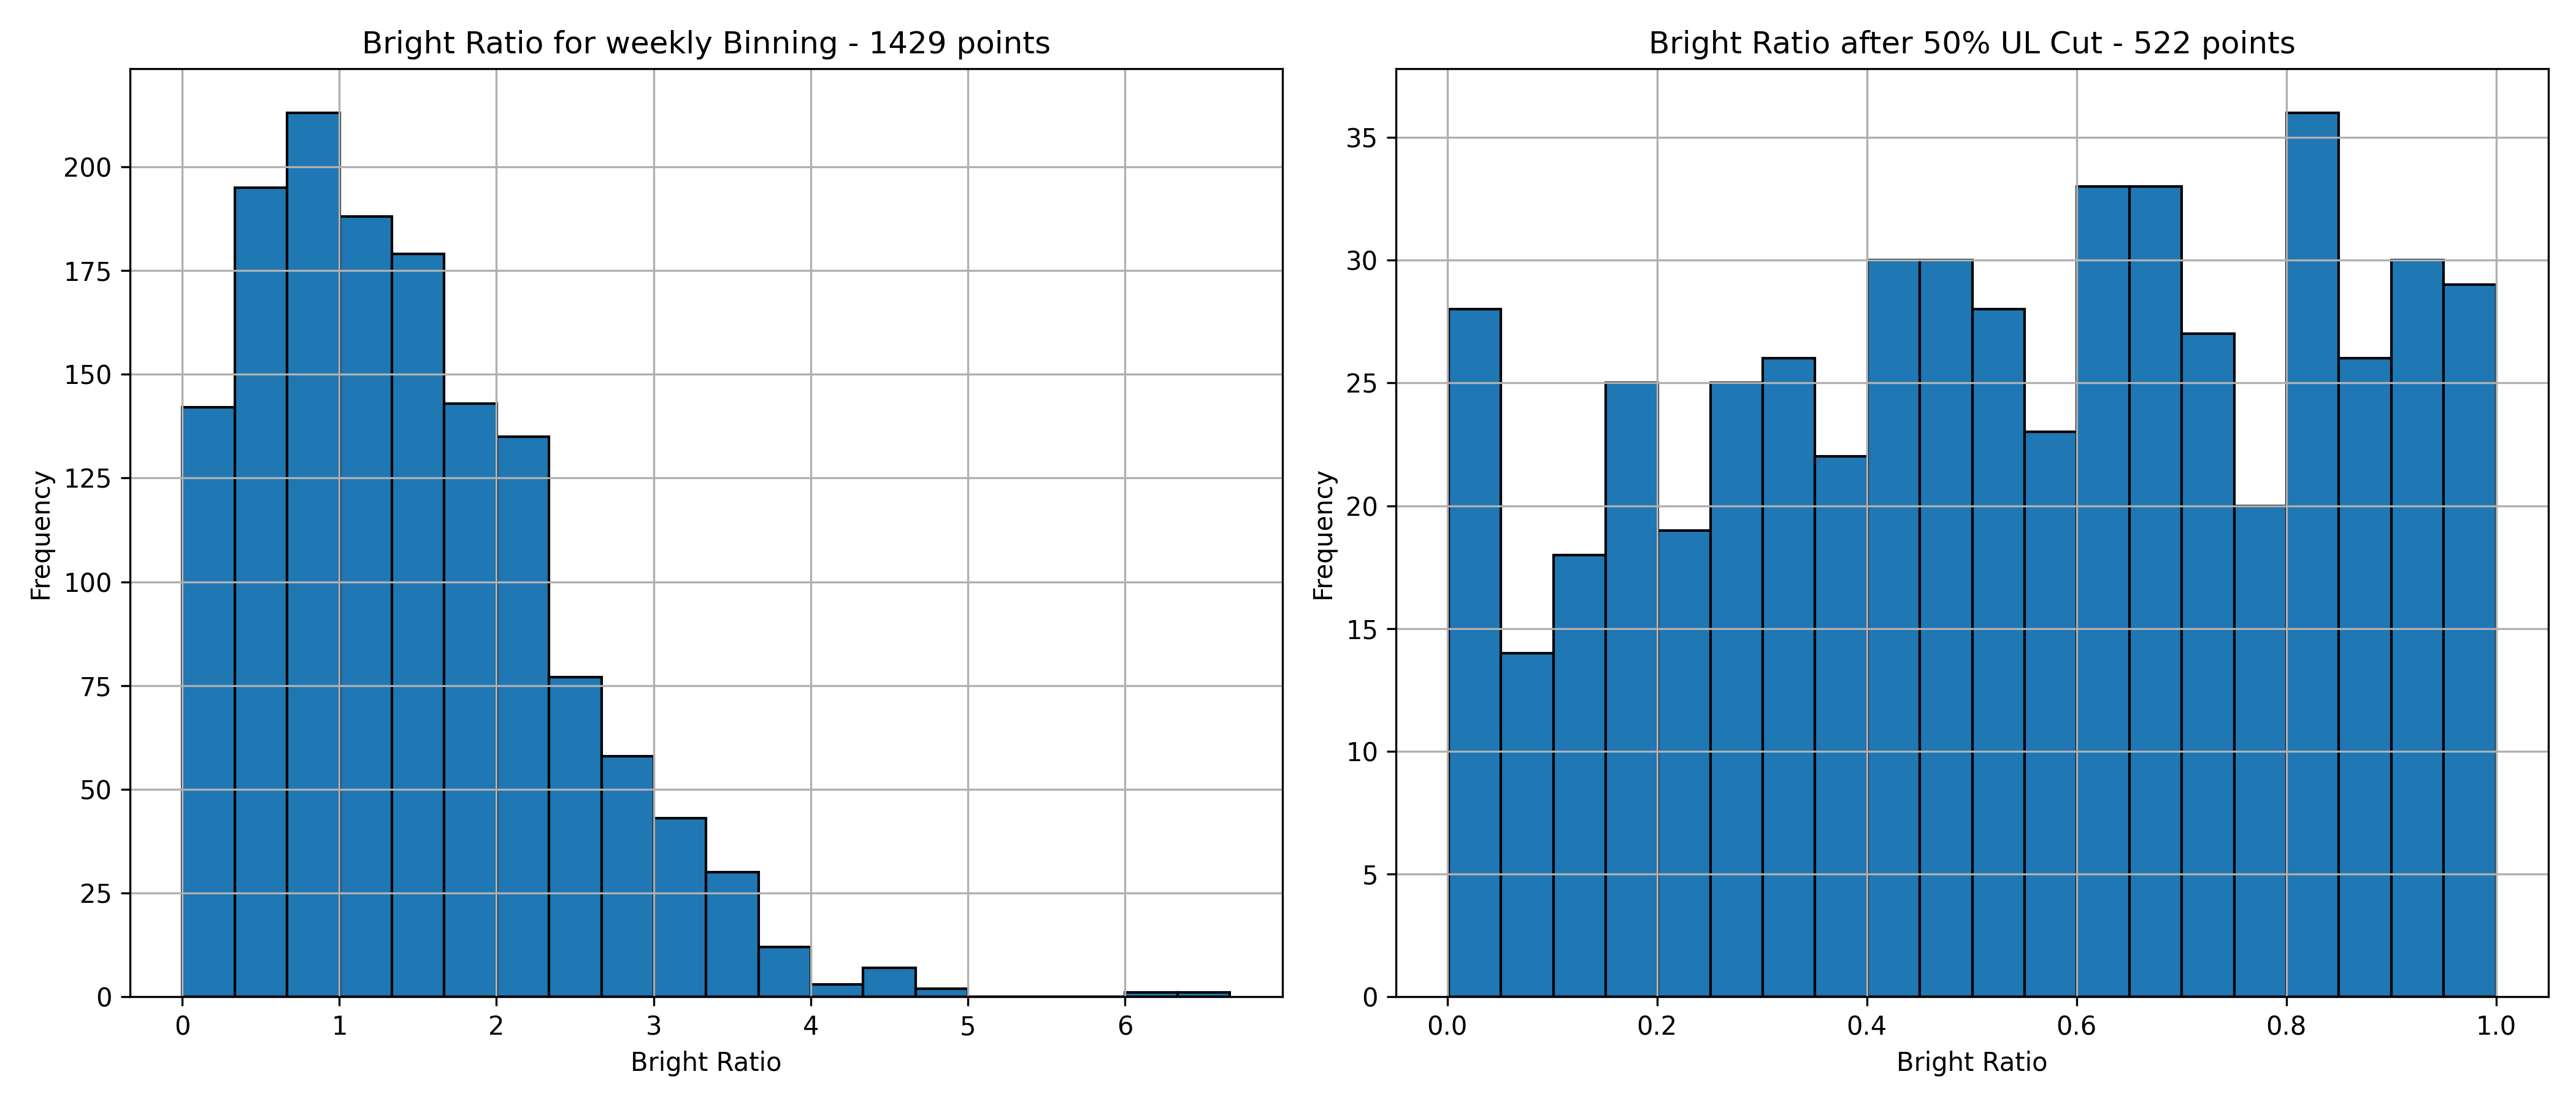 Bright Ratio for weekly Binning - 1429 points
Frequency
200
175
150
125
100
75
50
25
0
0 1 2 3 4 5 6
Bright Ratio
Bright Ratio after 50% UL Cut - 522 points
Frequency
35
30
25
20
15
10
5
0
0.0 0.2 0.4 0.6 0.8 1.0
Bright Ratio